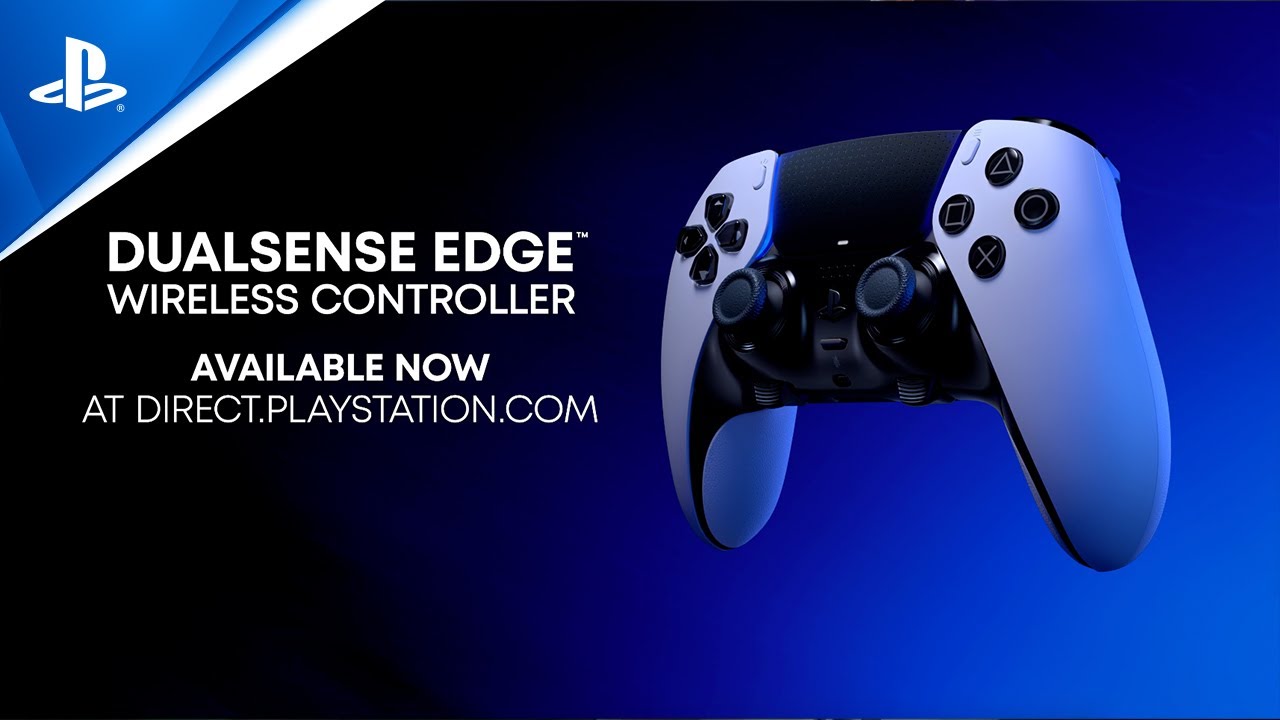 DUALSENSE EDGE™
WIRELESS CONTROLLER
AVAILABLE NOW
AT DIRECT.PLAYSTATION.COM